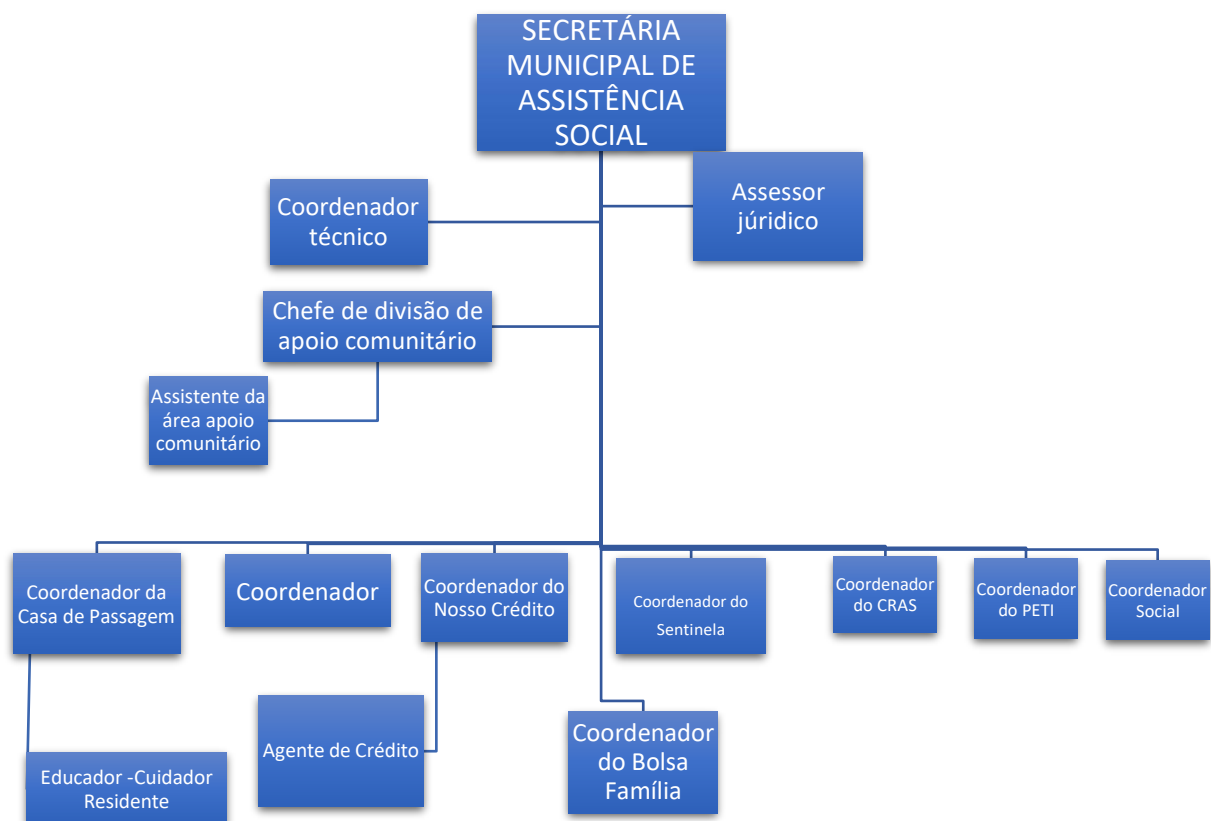 SECRETÁRIA
MUNICIPAL DE
ASSISTÊNCIA
SOCIAL
Assessor
júridico
Coordenador
técnico
Chefe de divisão de
apoio comunitário
Assistente da
área apoio
comunitário
Coordenador da
Casa de Passagem
Coordenador
Coordenador do
Nosso Crédito
Coordenador do
Sentinela
Coordenador
do CRAS
Coordenador
do PETI
Coordenador
Social
Educador -Cuidador
Residente
Agente de Crédito
Coordenador
do Bolsa
Família